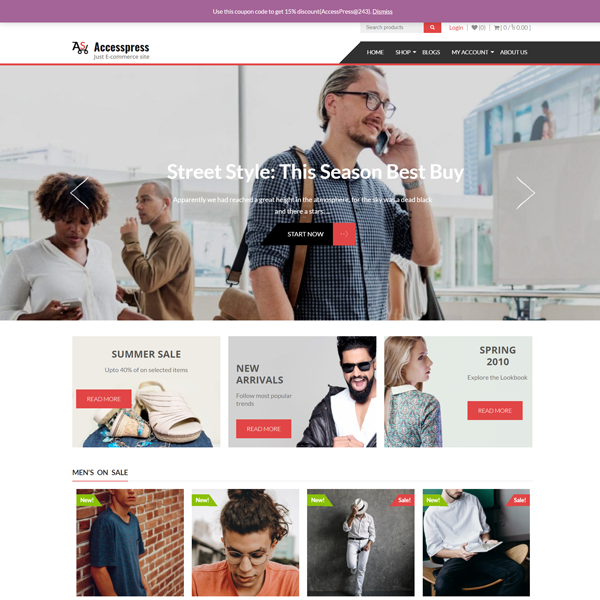 Use this coupon code to get 15% discount(AccessPress@243). Dismiss
Search products
Login
(0)
[ 0 / ৳ 0.00 ]
Accesspress
Just E-commerce site
HOME
SHOP
BLOGS
MY ACCOUNT
ABOUT US
Street Style: This Season Best Buy
Apparently we had reached a great height in the atmosphere, for the sky was a dead black
and there a stars...
START NOW
SUMMER SALE
Upto 40% of on selected items
READ MORE
NEW
ARRIVALS
Follow most popular
trends
READ MORE
SPRING
2010
Explore the Lookbook
READ MORE
MEN'S ON SALE
New!
New!
New!
Sale!
New!
Sale!